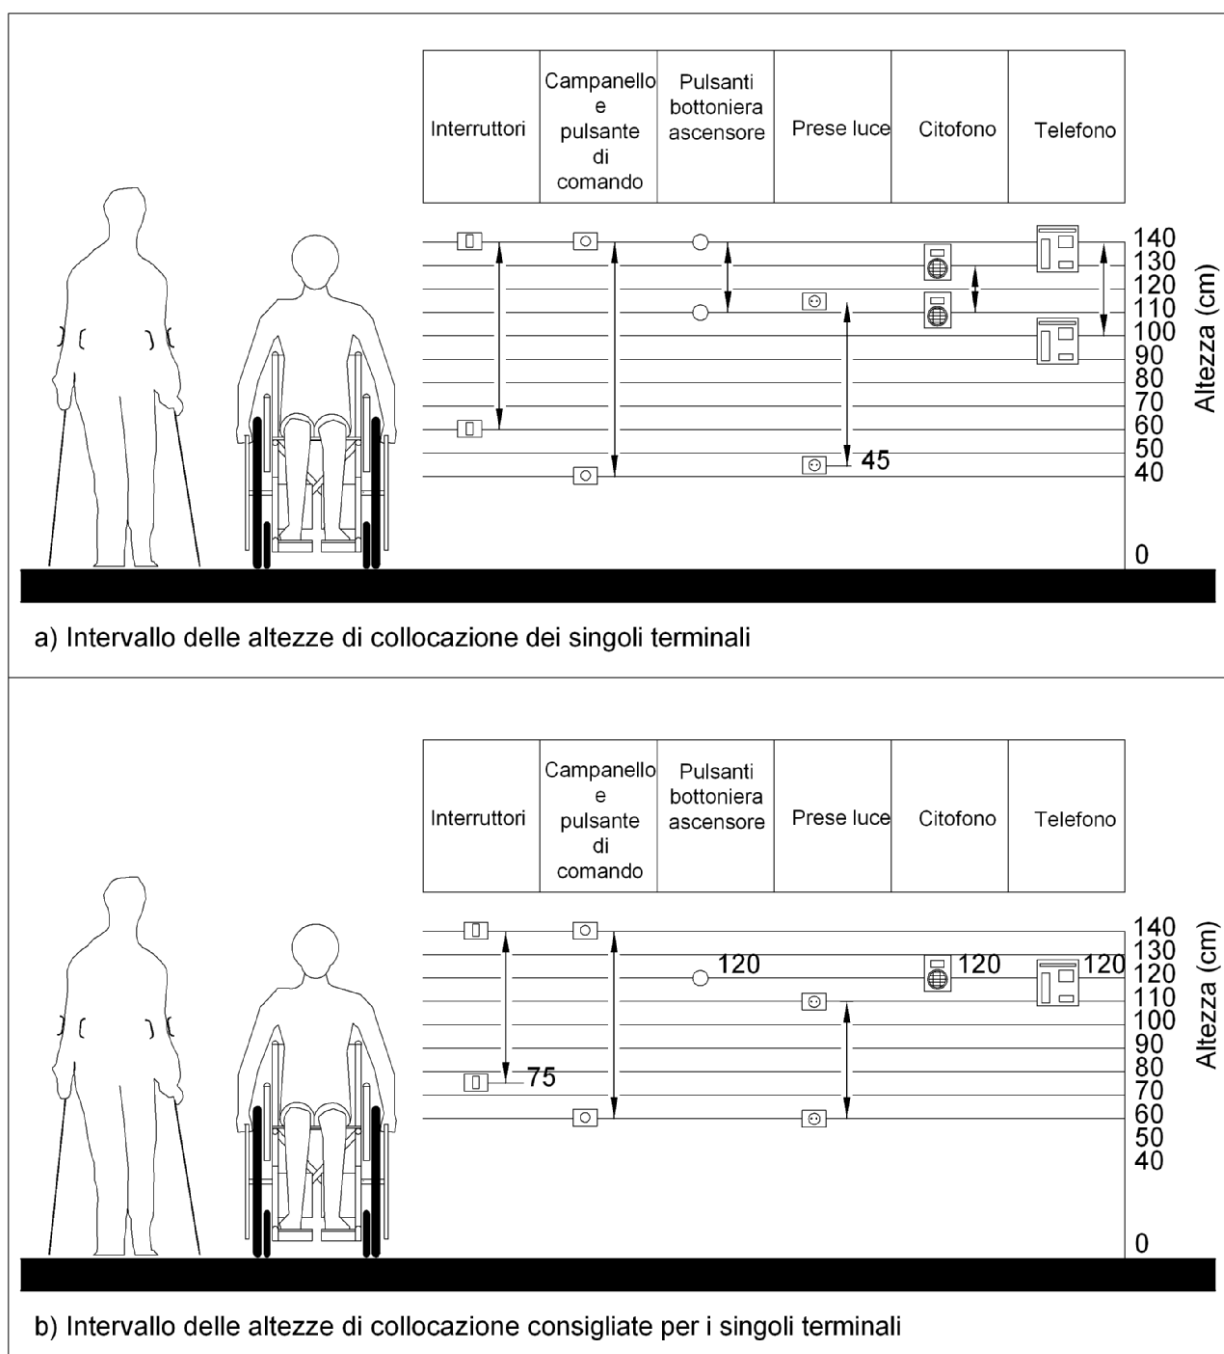 Interruttori
Campanello
e
pulsante
di
comando
Pulsanti
bottoniera
ascensore
Prese luce
Citofono
Telefono
140
130
120
110
100
90
80
70
60
50
40
0
Altezza (cm)
45
a) Intervallo delle altezze di collocazione dei singoli terminali
Interruttori
Campanello
e
pulsante
di
comando
Pulsanti
bottoniera
ascensore
Prese luce
Citofono
Telefono
120
120
120
75
140
130
120
110
100
90
80
70
60
50
40
0
Altezza (cm)
b) Intervallo delle altezze di collocazione consigliate per i singoli terminali